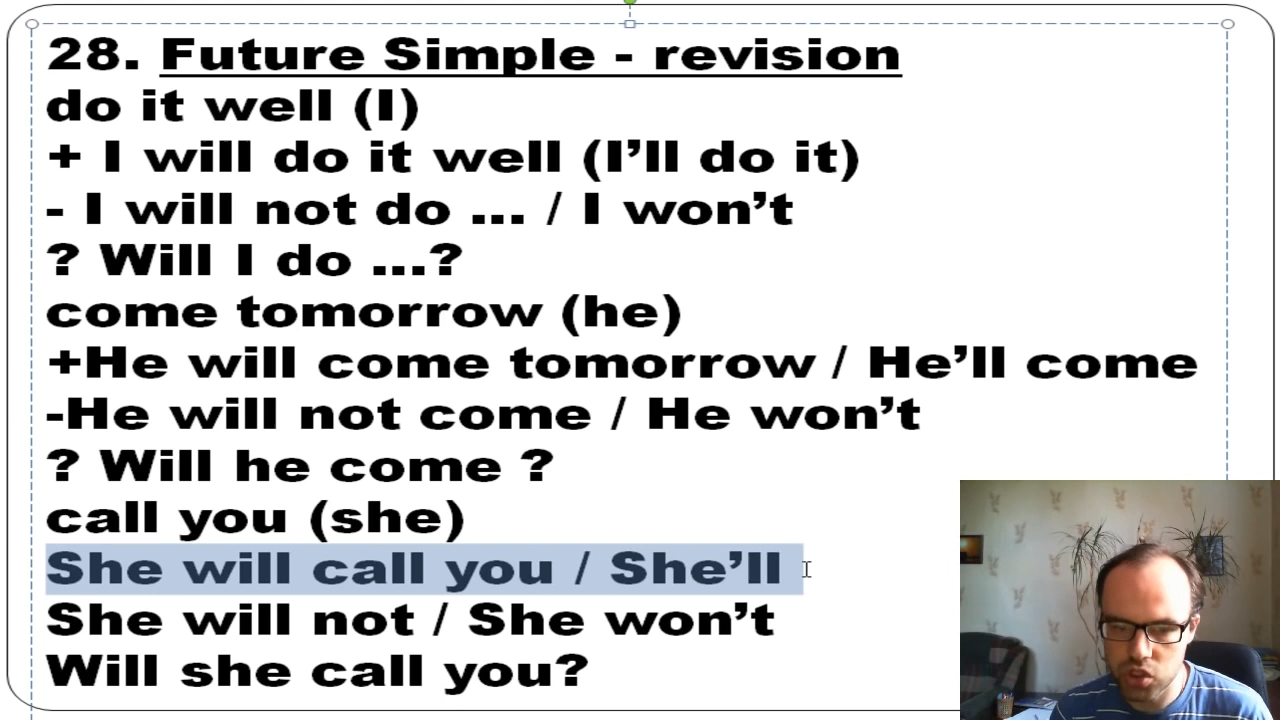 28. Future Simple - revision
do it well (I)
+ I will do it well (I’ll do it)
- I will not do ... / I won’t
? Will I do ...?
come tomorrow (he)
+He will come tomorrow / He’ll come
-He will not come / He won’t
? Will he come ?
call you (she)
She will call you / She’ll
She will not / She won’t
Will she call you?